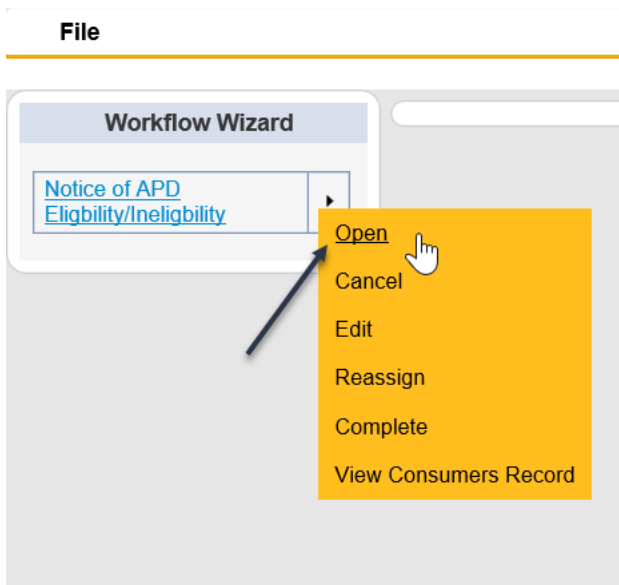 File
Workflow Wizard
Notice of APD
Eligbility/Ineligbility
Open
Cancel
Edit
Reassign
Complete
View Consumers Record